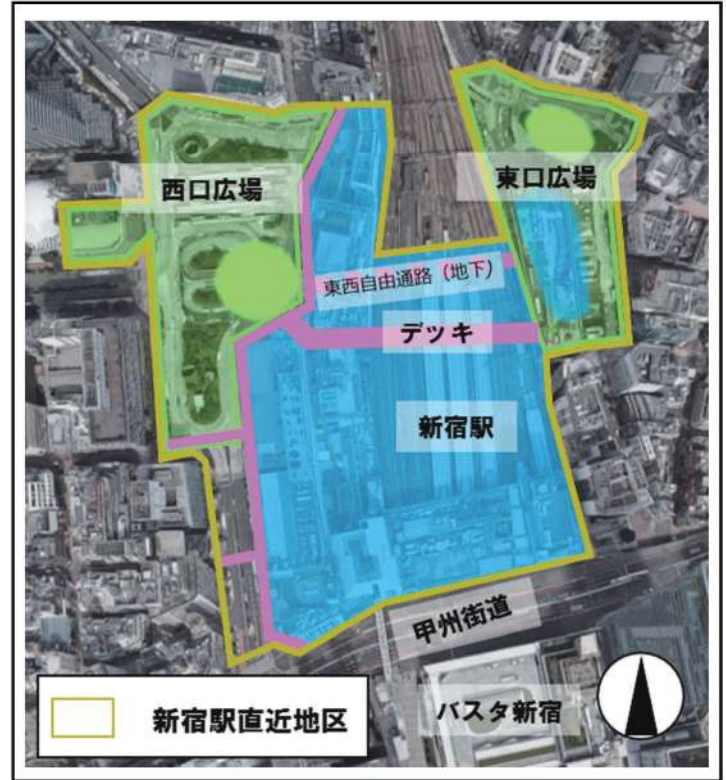 西口広場
東口広場
東西自由通路（地下）
デッキ
新宿駅
甲州街道
バスタ新宿
新宿駅直近地区